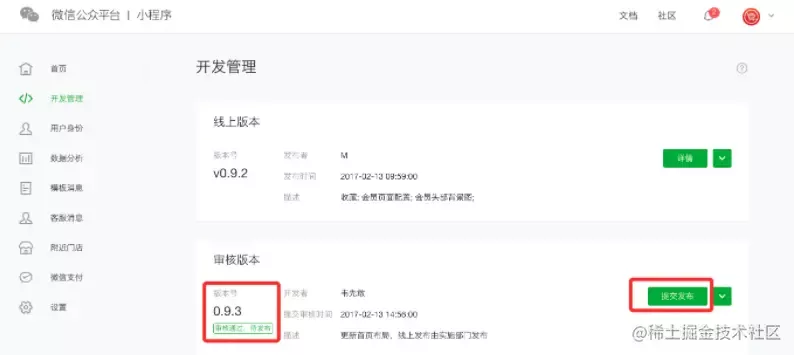 微信公众平台 | 小程序
文档 社区 2
首页
开发管理
用户身份
数据分析
模板消息
客服消息
附近门店
微信支付
设置
开发管理
线上版本
版本号 发布者 M 详情
v0.9.2 发布时间 2017-02-13 09:59:00
描述 收藏; 会员页面配置; 会员头部背景图;
审核版本
版本号 开发者 韦先敢 提交发布
0.9.3 提交审核时间 2017-02-13 14:56:00
审核通过，待发布
描述 更新首页布局，线上发布由实施部门发布
@稀土掘金技术社区